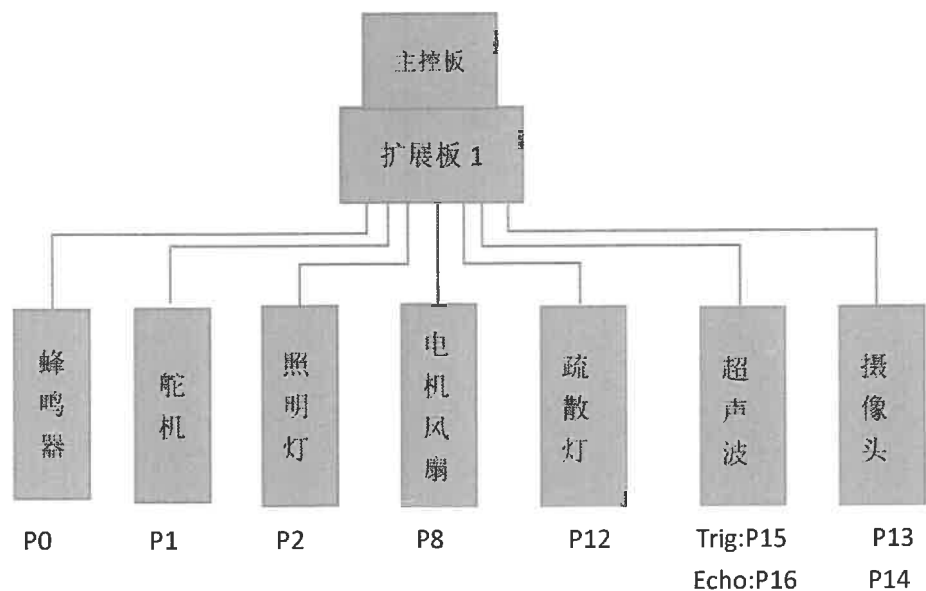 主控板
扩展板 1
蜂鸣器
舵机
照明灯
电机风扇
疏散灯
超声波
摄像头
P0
P1
P2
P8
P12
Trig:P15
P13
Echo:P16
P14